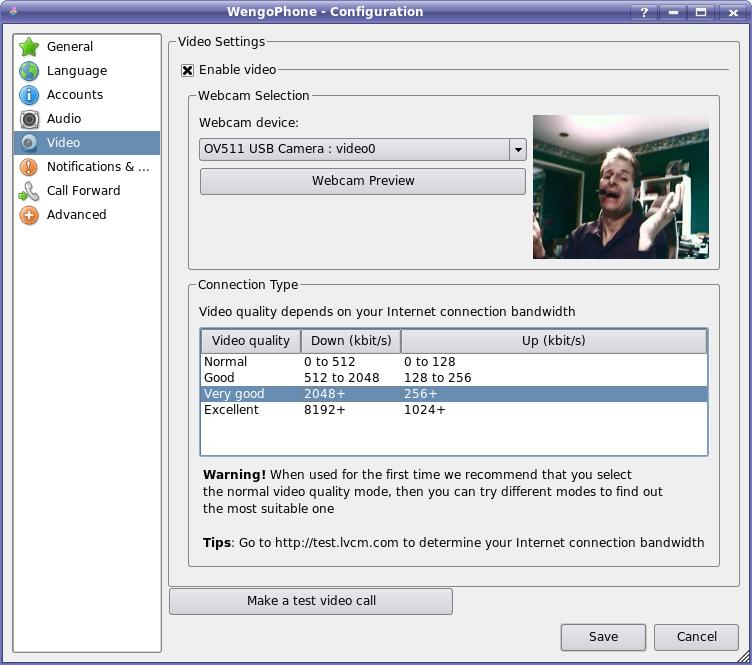 WengoPhone - Configuration
General
Language
Accounts
Audio
Video
Notifications & ...
Call Forward
Advanced
Video Settings
Enable video
Webcam Selection
Webcam device:
OV511 USB Camera : video0
Webcam Preview
Connection Type
Video quality depends on your Internet connection bandwidth
Video quality Down (kbit/s) Up (kbit/s)
Normal 0 to 512 0 to 128
Good 512 to 2048 128 to 256
Very good 2048+ 256+
Excellent 8192+ 1024+
Warning! When used for the first time we recommend that you select
the normal video quality mode, then you can try different modes to find out
the most suitable one
Tips: Go to http://test.lvcm.com to determine your Internet connection bandwidth
Make a test video call
Save Cancel